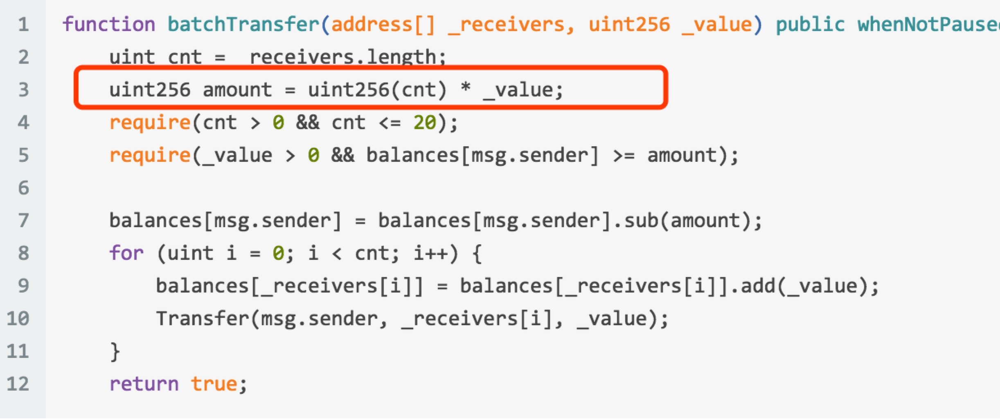 1 function batchTransfer(address[] _receivers, uint256 _value) public whenNotPaused
2 uint cnt = receivers.length;
3 uint256 amount = uint256(cnt) * _value;
4 require(cnt > 0 && cnt <= 20);
5 require(_value > 0 && balances[msg.sender] >= amount);
6
7 balances[msg.sender] = balances[msg.sender].sub(amount);
8 for (uint i = 0; i < cnt; i++) {
9 balances[_receivers[i]] = balances[_receivers[i]].add(_value);
10 Transfer(msg.sender, _receivers[i], _value);
11 }
12 return true;